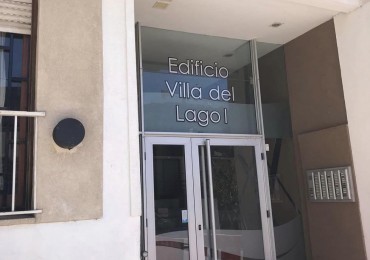 Edificio
Villa del
Lago I